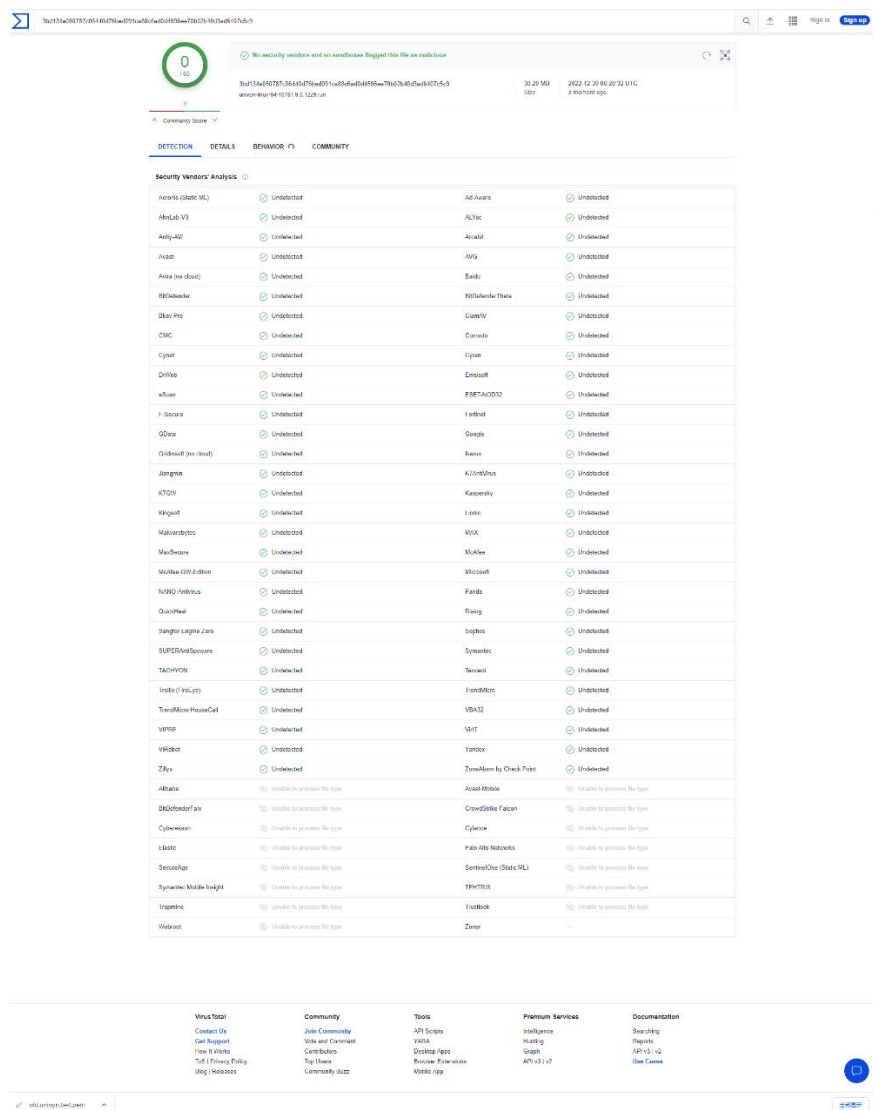 Sign in Sign up
0
/ 60
No security vendors and no sandboxes flagged this file as malicious
30.20 MB
Size
a moment ago
Community Score
DETECTION DETAILS BEHAVIOR COMMUNITY
Security Vendors' Analysis
Acronis (Static ML) Undetected Ad-Aware Undetected
AhnLab-V3 Undetected ALYac Undetected
Antiy-AVL Undetected Arcabit Undetected
Avast Undetected AVG Undetected
Avira (no cloud) Undetected Baidu Undetected
BitDefender Undetected BitDefenderTheta Undetected
Bkav Pro Undetected ClamAV Undetected
CMC Undetected Comodo Undetected
Cynet Undetected Cyren Undetected
DrWeb Undetected Emsisoft Undetected
eScan Undetected ESET-NOD32 Undetected
F-Secure Undetected Fortinet Undetected
GData Undetected Google Undetected
Gridinsoft (no cloud) Undetected Ikarus Undetected
Jiangmin Undetected K7AntiVirus Undetected
K7GW Undetected Kaspersky Undetected
Kingsoft Undetected Lionic Undetected
Malwarebytes Undetected MAX Undetected
MaxSecure Undetected McAfee Undetected
McAfee-GW-Edition Undetected Microsoft Undetected
NANO-Antivirus Undetected Panda Undetected
QuickHeal Undetected Rising Undetected
Sangfor Engine Zero Undetected Sophos Undetected
SUPERAntiSpyware Undetected Symantec Undetected
TACHYON Undetected Tencent Undetected
Trellix (FireEye) Undetected TrendMicro Undetected
TrendMicro-HouseCall Undetected VBA32 Undetected
VIPRE Undetected VirIT Undetected
ViRobot Undetected Yandex Undetected
Zillya Undetected ZoneAlarm by Check Point Undetected
Alibaba Unable to process file type Avast-Mobile Unable to process file type
BitDefenderFalx Unable to process file type CrowdStrike Falcon Unable to process file type
Cybereason Unable to process file type Cylance Unable to process file type
Elastic Unable to process file type Palo Alto Networks Unable to process file type
SecureAge Unable to process file type SentinelOne (Static ML) Unable to process file type
Symantec Mobile Insight Unable to process file type TEHTRIS Unable to process file type
Trapmine Unable to process file type Trustlook Unable to process file type
Webroot Unable to process file type Zoner
VirusTotal Community Tools Premium Services Documentation
Contact Us Join Community API Scripts Intelligence Searching
Get Support Vote and Comment YARA Hunting Reports
How It Works Contributors Desktop Apps Graph API v3 | v2
ToS | Privacy Policy Top Users Browser Extensions API v3 | v2 Use Cases
Blog | Releases Community Buzz Mobile App
old.univpn.test.pem 全部显示